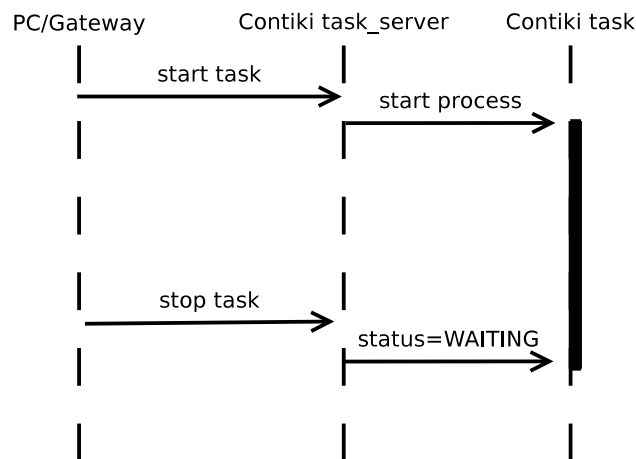 PC/Gateway Contiki task_server Contiki task
start task
start process
stop task
status=WAITING